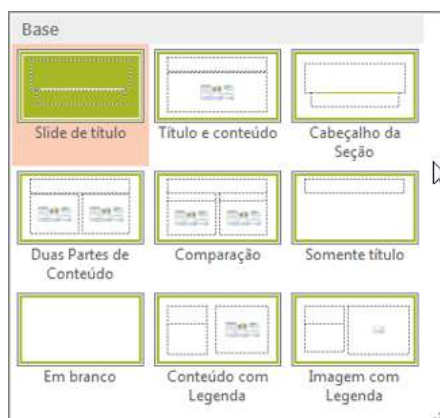 Base
Slide de título
Título e conteúdo
Cabeçalho da
Seção
Duas Partes de
Conteúdo
Comparação
Somente título
Em branco
Conteúdo com
Legenda
Imagem com
Legenda